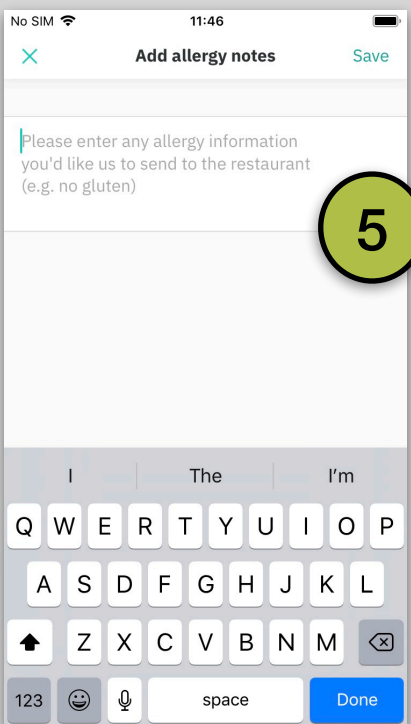 No SIM 11:46
Add allergy notes Save
Please enter any allergy information
you'd like us to send to the restaurant
(e.g. no gluten)
5
I The I'm
Q W E R T Y U I O P
A S D F G H J K L
Z X C V B N M
123 space Done